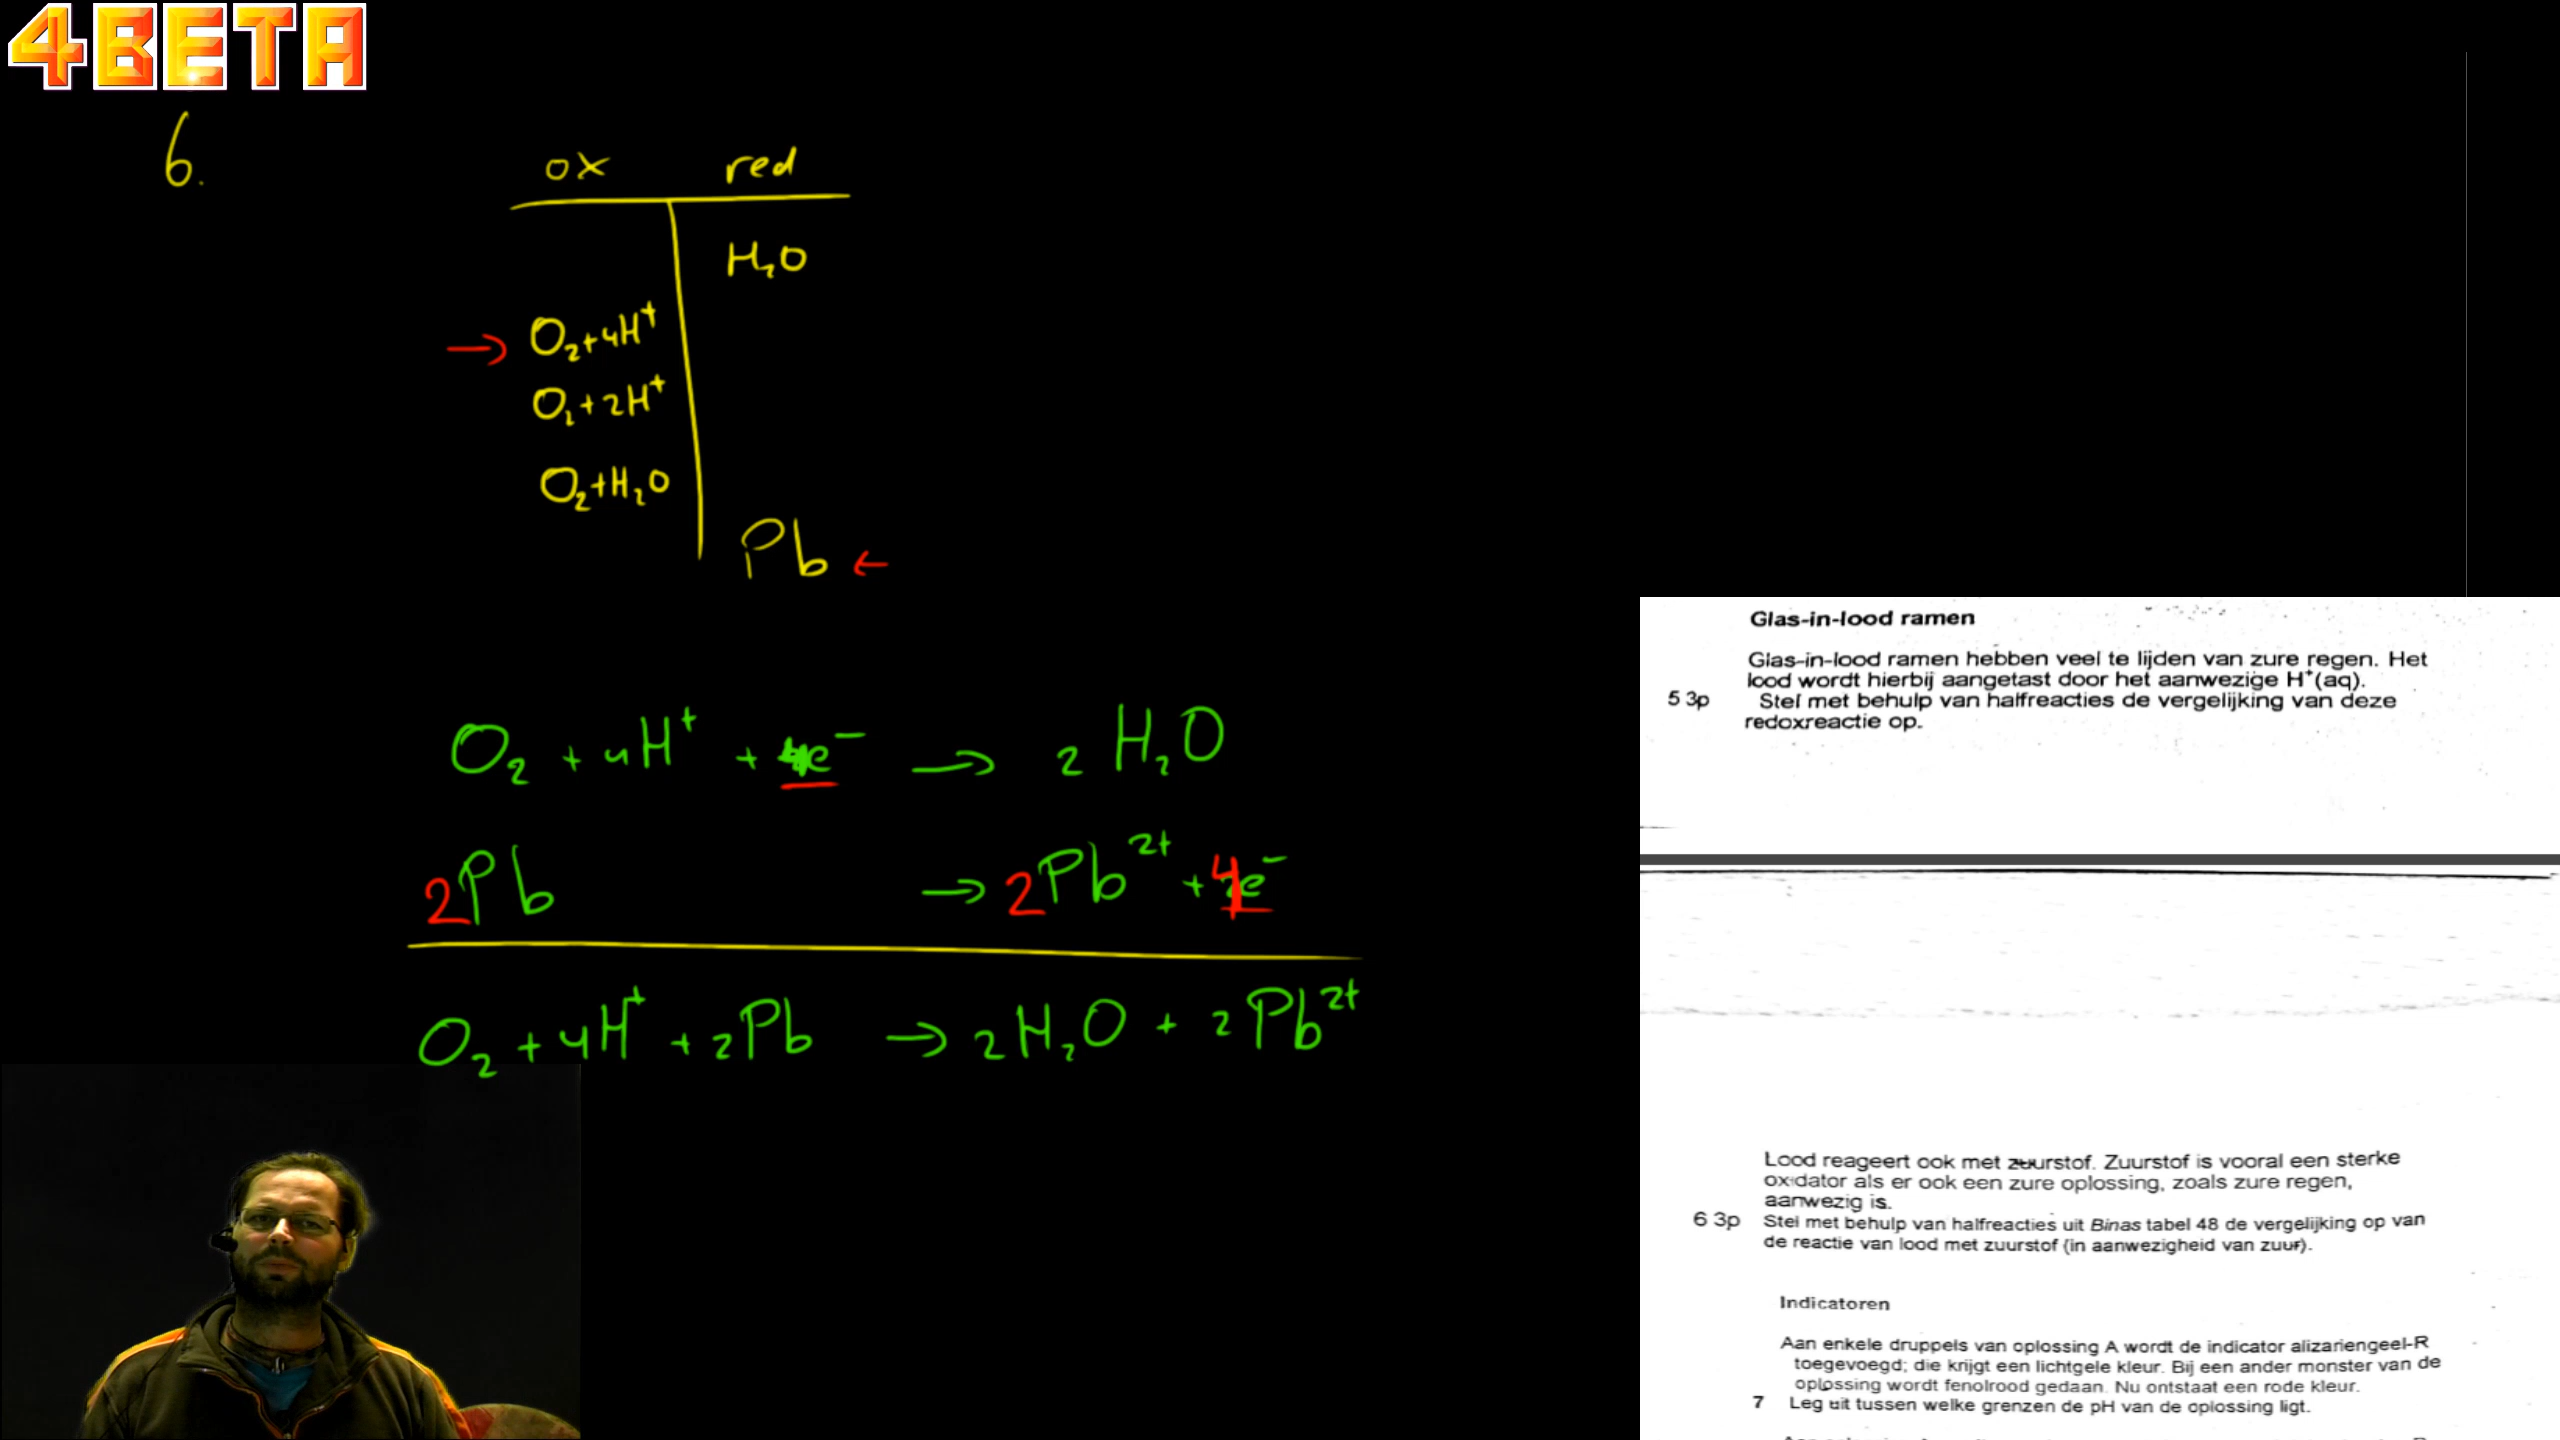 4BETA
6.
ox red
H₂O
→ O₂+4H⁺
O₂+2H⁺
O₂+H₂O
Pb ←
O₂ + 4H⁺ + 4e⁻ → 2 H₂O
2Pb → 2Pb²⁺ + 4e⁻
O₂ + 4H⁺ + 2Pb → 2H₂O + 2Pb²⁺
Glas-in-lood ramen
Glas-in-lood ramen hebben veel te lijden van zure regen. Het
lood wordt hierbij aangetast door het aanwezige H⁺(aq).
5 3p Stel met behulp van halfreacties de vergelijking van deze
redoxreactie op.
Lood reageert ook met zuurstof. Zuurstof is vooral een sterke
oxidator als er ook een zure oplossing, zoals zure regen,
aanwezig is.
6 3p Stel met behulp van halfreacties uit Binas tabel 48 de vergelijking op van
de reactie van lood met zuurstof (in aanwezigheid van zuur).
Indicatoren
Aan enkele druppels van oplossing A wordt de indicator alizariengeel-R
toegevoegd; die krijgt een lichtgele kleur. Bij een ander monster van de
oplossing wordt fenolrood gedaan. Nu ontstaat een rode kleur.
7 Leg uit tussen welke grenzen de pH van de oplossing ligt.